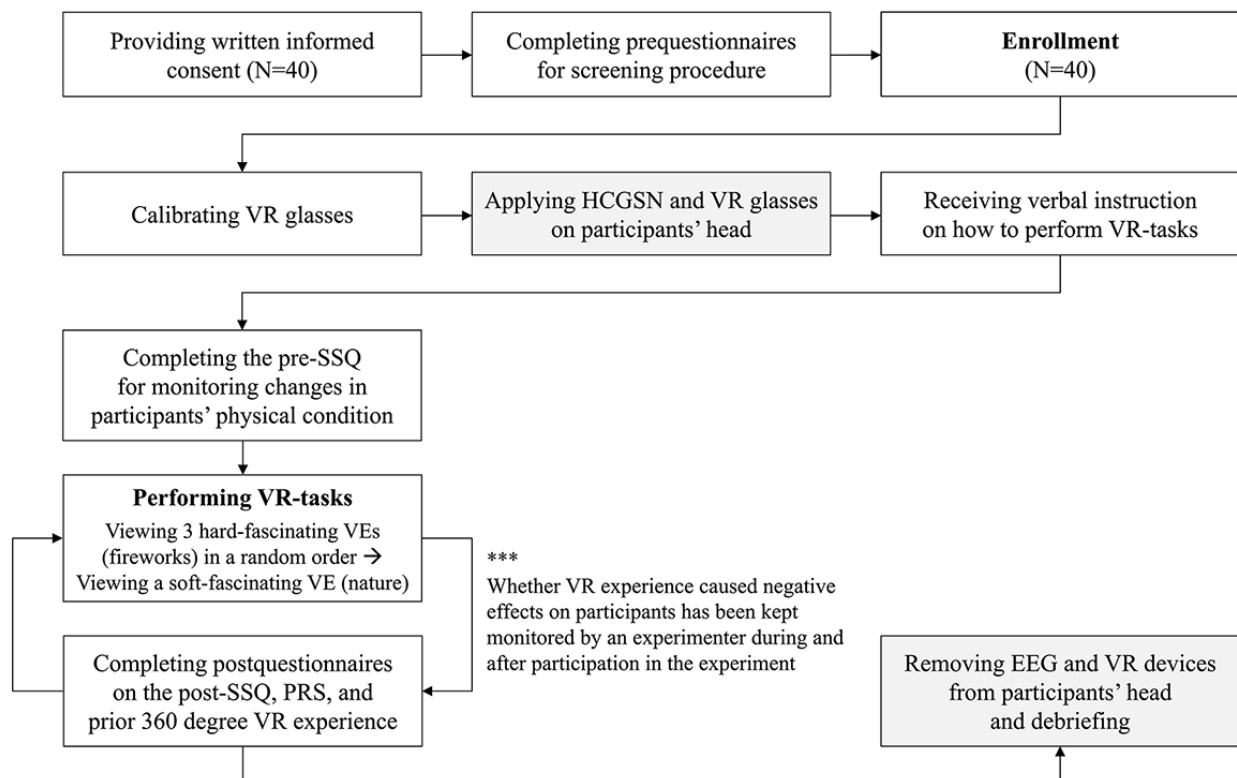 Providing written informed
consent (N=40)
Completing prequestionnaires
for screening procedure
Enrollment
(N=40)
Calibrating VR glasses
Applying HCGSN and VR glasses
on participants’ head
Receiving verbal instruction
on how to perform VR-tasks
Completing the pre-SSQ
for monitoring changes in
participants’ physical condition
Performing VR-tasks
Viewing 3 hard-fascinating VEs
(fireworks) in a random order →
Viewing a soft-fascinating VE (nature)
***
Whether VR experience caused negative
effects on participants has been kept
monitored by an experimenter during and
after participation in the experiment
Completing postquestionnaires
on the post-SSQ, PRS, and
prior 360 degree VR experience
Removing EEG and VR devices
from participants’ head
and debriefing